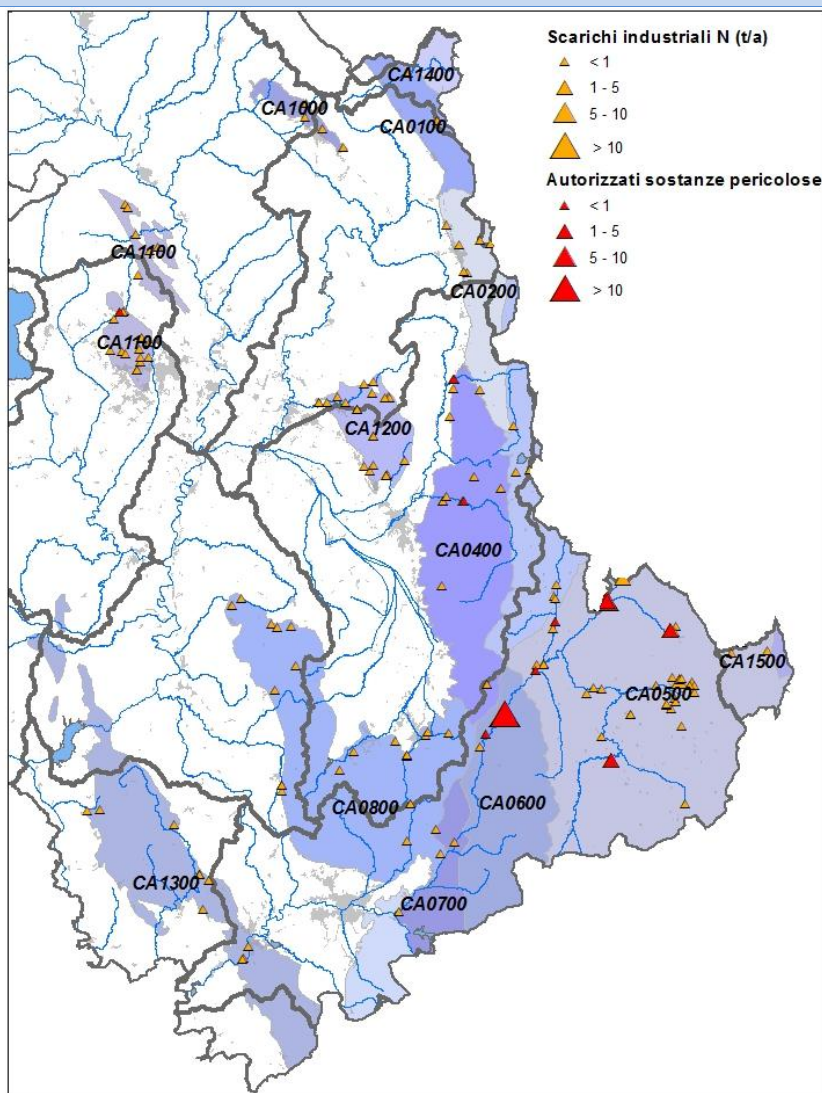 Scarichi industriali N (t/a)
< 1
1 - 5
5 - 10
> 10
Autorizzati sostanze pericolose
< 1
1 - 5
5 - 10
> 10
CA1400
CA1000
CA0100
CA1100
CA0200
CA1100
CA1200
CA0400
CA1500
CA0500
CA0800
CA0600
CA1300
CA0700